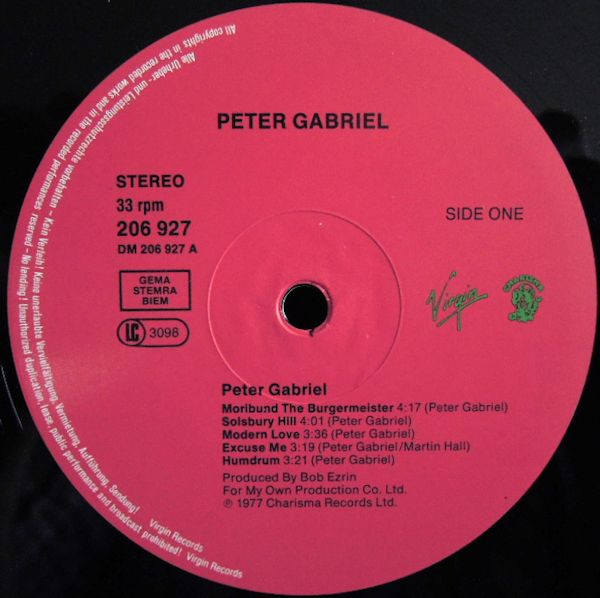 PETER GABRIEL
STEREO
33 rpm
206 927
DM 206 927 A
SIDE ONE
GEMA
STEMRA
BIEM
LC 3098
Virgin
CHARISMA
Peter Gabriel
Moribund The Burgermeister 4:17 (Peter Gabriel)
Solsbury Hill 4:01 (Peter Gabriel)
Modern Love 3:36 (Peter Gabriel)
Excuse Me 3:19 (Peter Gabriel/Martin Hall)
Humdrum 3:21 (Peter Gabriel)
Produced By Bob Ezrin
For My Own Production Co. Ltd.
℗ 1977 Charisma Records Ltd.
Alle Urheber- und Leistungsschutzrechte vorbehalten – Kein Verleih! Keine unerlaubte Vervielfältigung, Vermietung, Aufführung, Sendung! Virgin Records
All copyrights in the recorded works and in the recorded performances reserved – No lending! Unauthorized duplication, lease, public performance and broadcast prohibited! Virgin Records